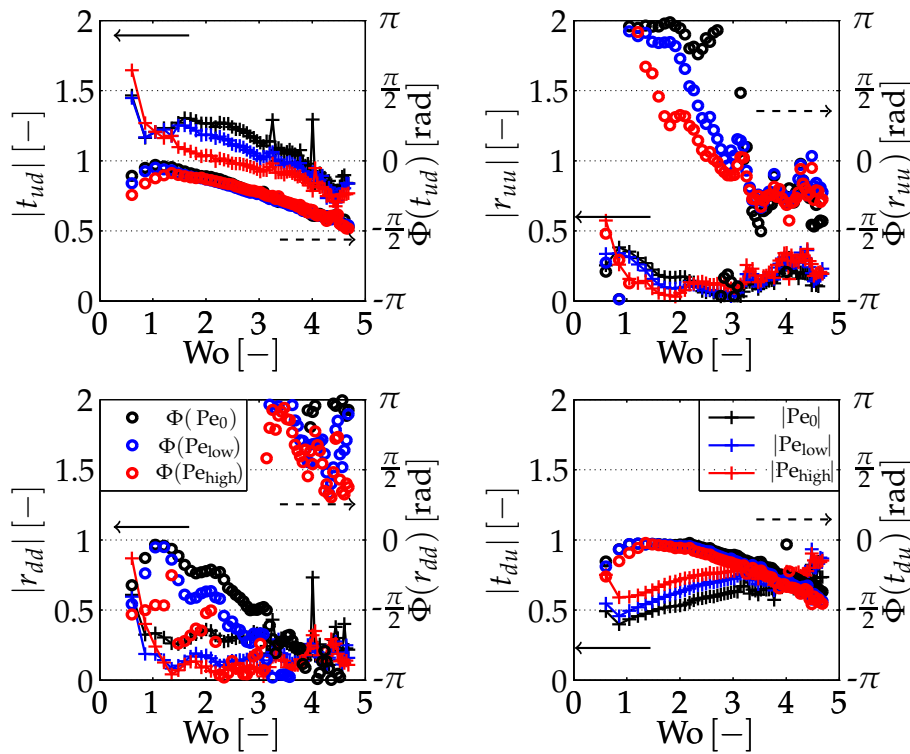 2 π
1.5 π/2
1 0
0.5 -π/2
0 -π
|t_ud| [−]
Φ(t_ud) [rad]
0 1 2 3 4 5
Wo [−]
2 π
1.5 π/2
1 0
0.5 -π/2
0 -π
|r_uu| [−]
Φ(r_uu) [rad]
0 1 2 3 4 5
Wo [−]
2 π
1.5 π/2
1 0
0.5 -π/2
0 -π
|r_dd| [−]
Φ(r_dd) [rad]
Φ(Pe_0)
Φ(Pe_low)
Φ(Pe_high)
0 1 2 3 4 5
Wo [−]
2 π
1.5 π/2
1 0
0.5 -π/2
0 -π
|t_du| [−]
Φ(t_du) [rad]
|Pe_0|
|Pe_low|
|Pe_high|
0 1 2 3 4 5
Wo [−]